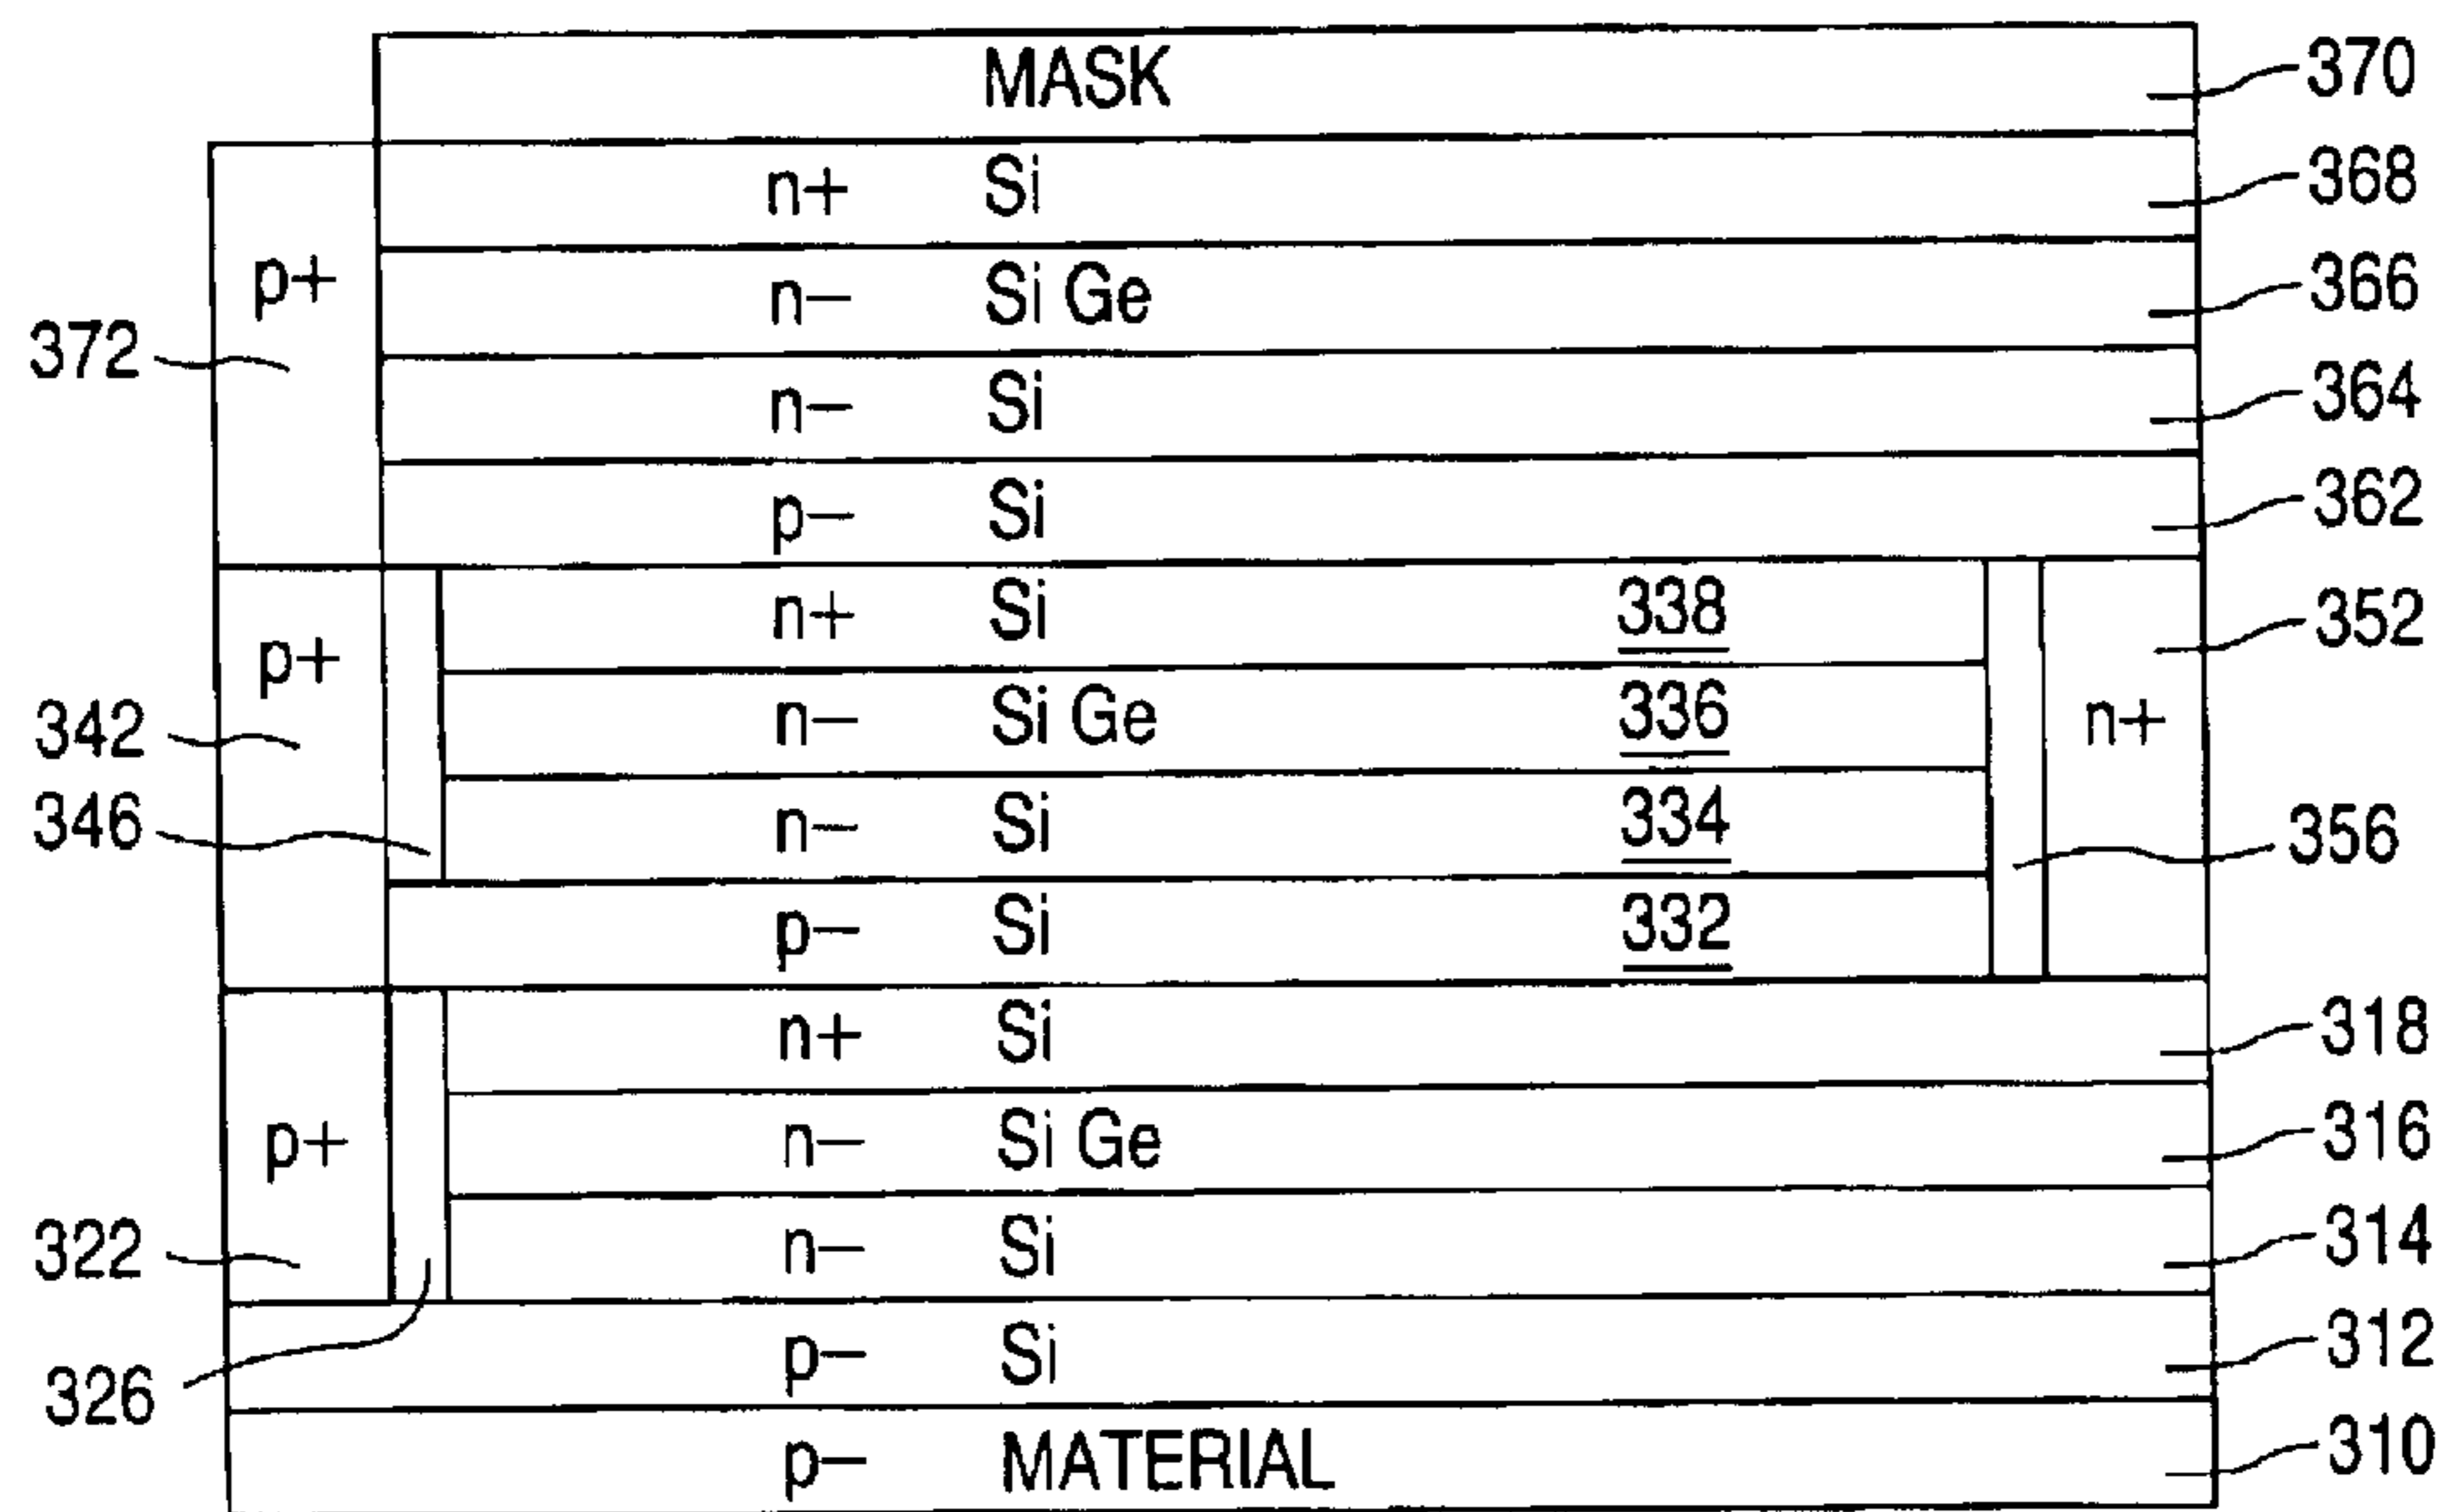 MASK 370
n+ Si 368
p+ n− Si Ge 366
372 n− Si 364
p− Si 362
n+ Si 338 352
p+
342 n− Si Ge 336 n+
346 n− Si 334 356
p− Si 332
n+ Si 318
p+ n− Si Ge 316
322 n− Si 314
326 p− Si 312
p− MATERIAL 310